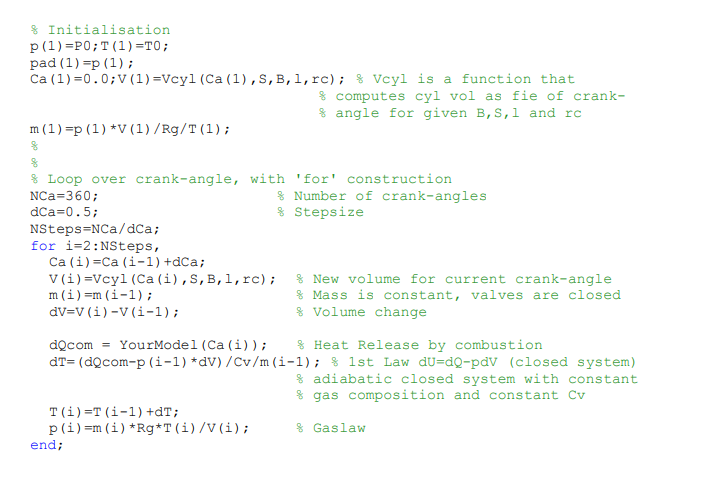 % Initialisation
p(1)=P0;T(1)=T0;
pad(1)=p(1);
Ca(1)=0.0;V(1)=Vcyl(Ca(1),S,B,l,rc); % Vcyl is a function that
% computes cyl vol as fie of crank-
% angle for given B,S,l and rc
m(1)=p(1)*V(1)/Rg/T(1);
%
%
% Loop over crank-angle, with 'for' construction
NCa=360; % Number of crank-angles
dCa=0.5; % Stepsize
NSteps=NCa/dCa;
for i=2:NSteps,
Ca(i)=Ca(i-1)+dCa;
V(i)=Vcyl(Ca(i),S,B,l,rc); % New volume for current crank-angle
m(i)=m(i-1); % Mass is constant, valves are closed
dV=V(i)-V(i-1); % Volume change
dQcom = YourModel(Ca(i)); % Heat Release by combustion
dT=(dQcom-p(i-1)*dV)/Cv/m(i-1); % 1st Law dU=dQ-pdV (closed system)
% adiabatic closed system with constant
% gas composition and constant Cv
T(i)=T(i-1)+dT;
p(i)=m(i)*Rg*T(i)/V(i); % Gaslaw
end;